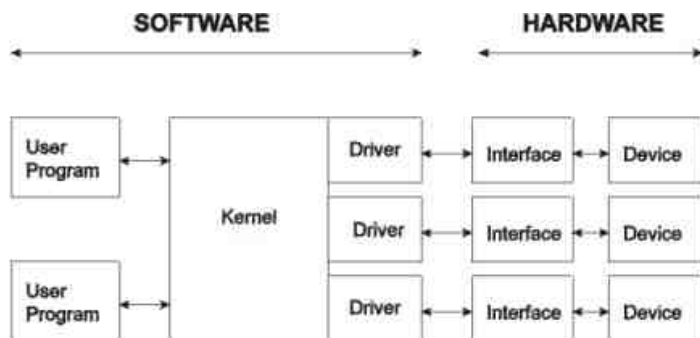 SOFTWARE HARDWARE
User
Program
Driver Interface Device
Kernel
Driver Interface Device
User
Program
Driver Interface Device